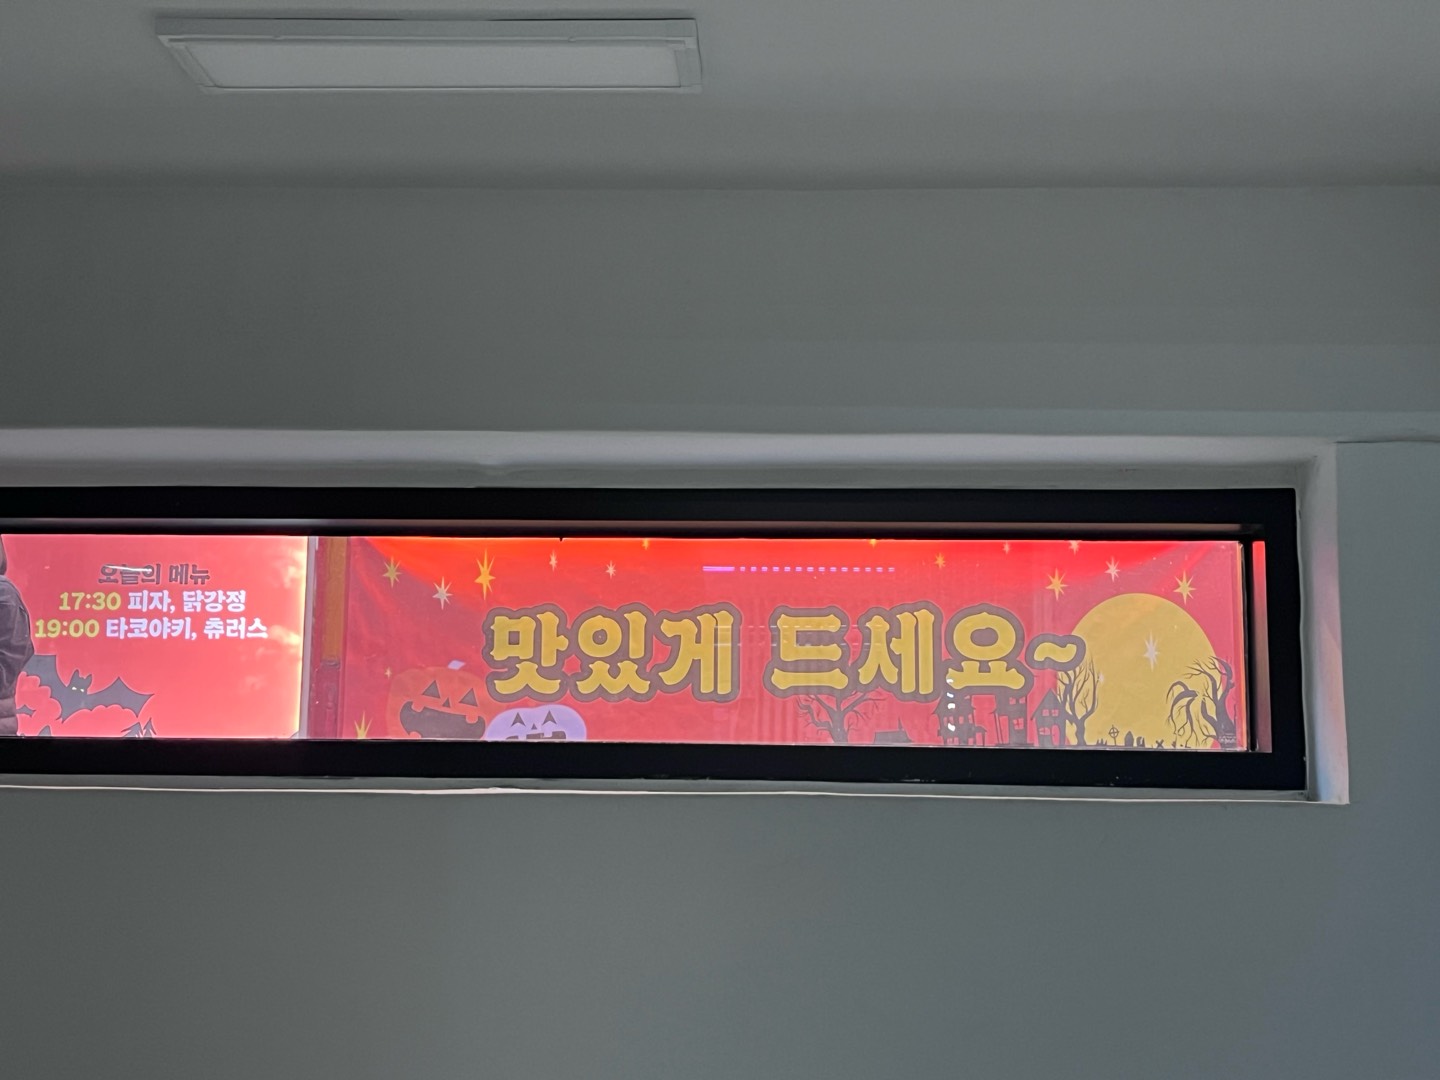 오늘의 메뉴
17:30 피자, 닭강정
19:00 타코야키, 츄러스
맛있게 드세요~